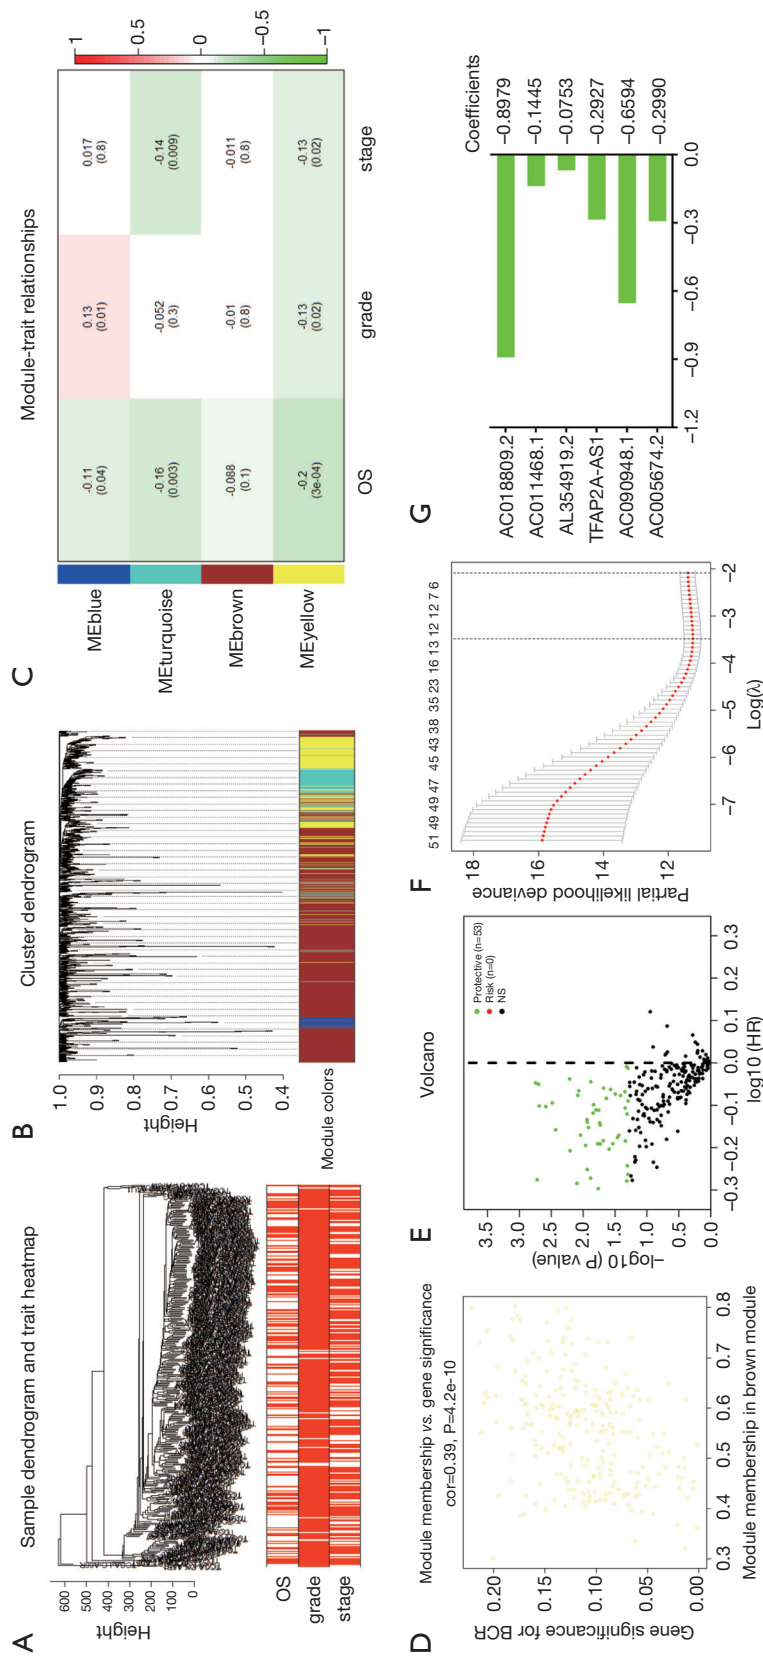 A
Sample dendrogram and trait heatmap
Height
600
500
400
300
200
100
0
OS
grade
stage
B
Cluster dendrogram
Height
1.0
0.9
0.8
0.7
0.6
0.5
0.4
Module colors
C
Module-trait relationships
MEblue
MEturquoise
MEbrown
MEyellow
-0.11
(0.04)
0.13
(0.01)
0.017
(0.8)
-0.16
(0.003)
-0.052
(0.3)
-0.14
(0.009)
-0.088
(0.1)
-0.01
(0.8)
-0.011
(0.8)
-0.2
(3e-04)
-0.13
(0.02)
-0.13
(0.02)
OS
grade
stage
1
0.5
0
−0.5
−1
D
Module membership vs. gene significance
cor=0.39, P=4.2e-10
Gene significance for BCR
0.20
0.15
0.10
0.05
0.00
0.3 0.4 0.5 0.6 0.7 0.8
Module membership in brown module
E
Volcano
−log10 (P value)
3.5
3.0
2.5
2.0
1.5
1.0
0.5
0.0
Protective (n=53)
Risk (n=0)
NS
−0.3 −0.2 −0.1 0.0 0.1 0.2 0.3
log10 (HR)
F
51 49 49 47 45 43 38 35 23 16 13 12 12 7 6
Partial likelihood deviance
18
16
14
12
−7 −6 −5 −4 −3 −2
Log(λ)
G
Coefficients
AC018809.2 −0.8979
AC011468.1 −0.1445
AL354919.2 −0.0753
TFAP2A-AS1 −0.2927
AC090948.1 −0.6594
AC005674.2 −0.2990
−1.2 −0.9 −0.6 −0.3 0.0